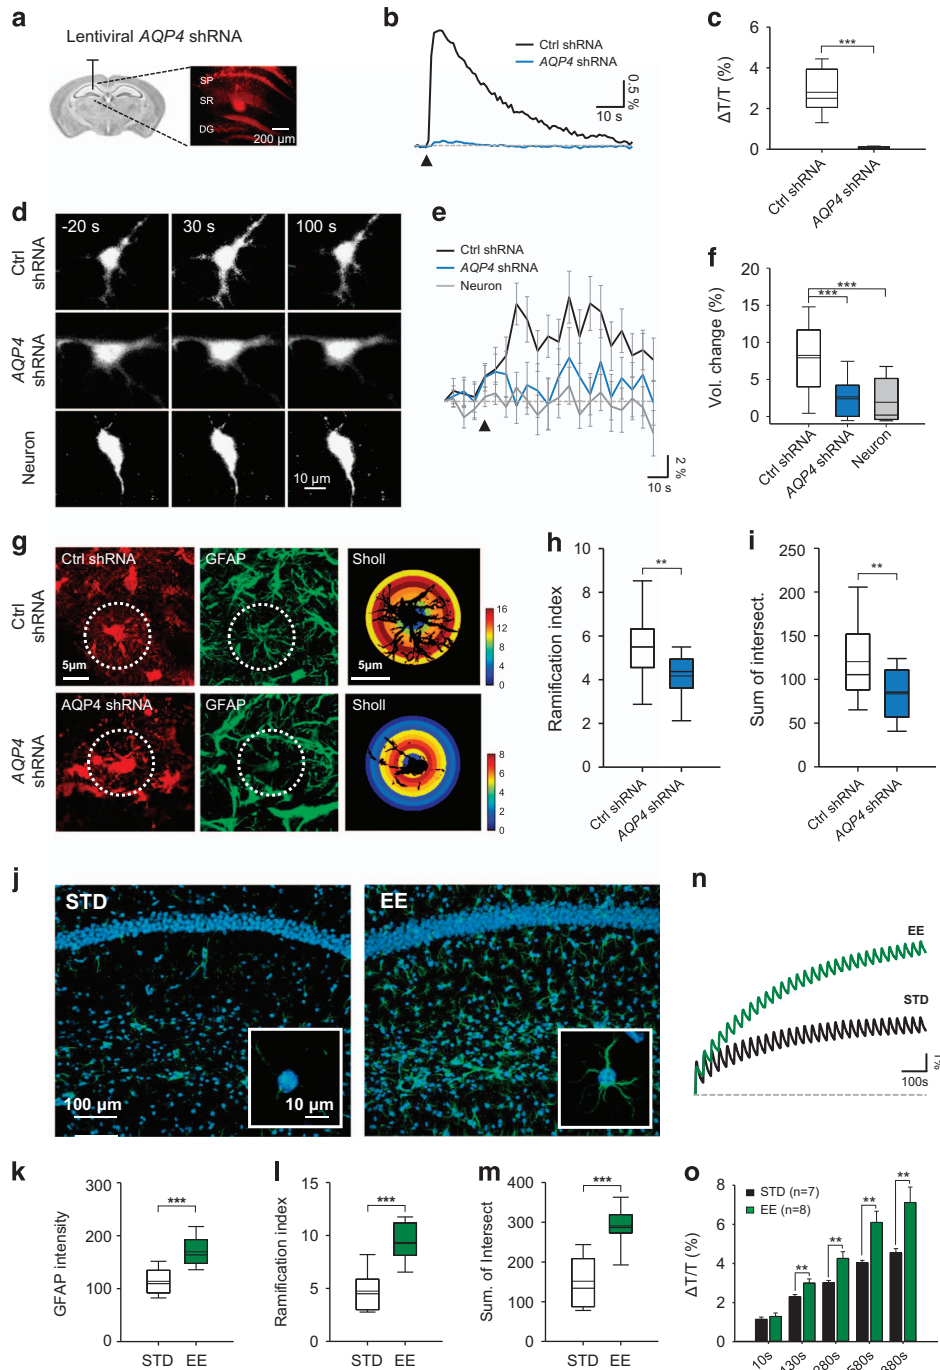 a
Lentiviral AQP4 shRNA
SP
SR
DG
200 µm
b
Ctrl shRNA
AQP4 shRNA
0.5 %
10 s
c
ΔT/T (%)
6
4
2
0
***
Ctrl shRNA
AQP4 shRNA
d
-20 s
30 s
100 s
Ctrl
shRNA
AQP4
shRNA
Neuron
10 µm
e
Ctrl shRNA
AQP4 shRNA
Neuron
2 %
10 s
f
Vol. change (%)
20
15
10
5
0
***
***
Ctrl shRNA
AQP4 shRNA
Neuron
g
Ctrl shRNA
GFAP
Sholl
Ctrl
shRNA
5µm
5µm
16
12
8
4
0
AQP4 shRNA
GFAP
Sholl
AQP4
shRNA
8
6
4
2
0
h
Ramification index
10
8
6
4
2
0
**
Ctrl shRNA
AQP4 shRNA
i
Sum of intersect.
250
200
150
100
50
0
**
Ctrl shRNA
AQP4 shRNA
j
STD
EE
100 µm
10 µm
n
EE
STD
1%
100s
k
GFAP intensity
300
200
100
0
***
STD EE
l
Ramification index
15
10
5
0
***
STD EE
m
Sum. of Intersect
400
300
200
100
0
***
STD EE
o
ΔT/T (%)
8
6
4
2
0
STD (n=7)
EE (n=8)
**
**
**
**
10s
130s
280s
580s
880s